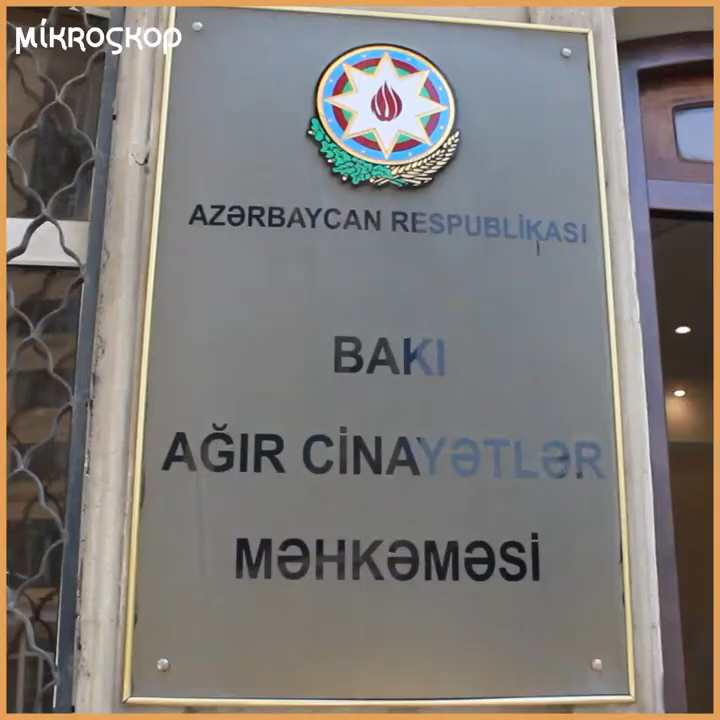 MİKROSKOP
AZƏRBAYCAN RESPUBLİKASI
BAKI
AĞIR CİNAYƏTLƏR
MƏHKƏMƏSİ